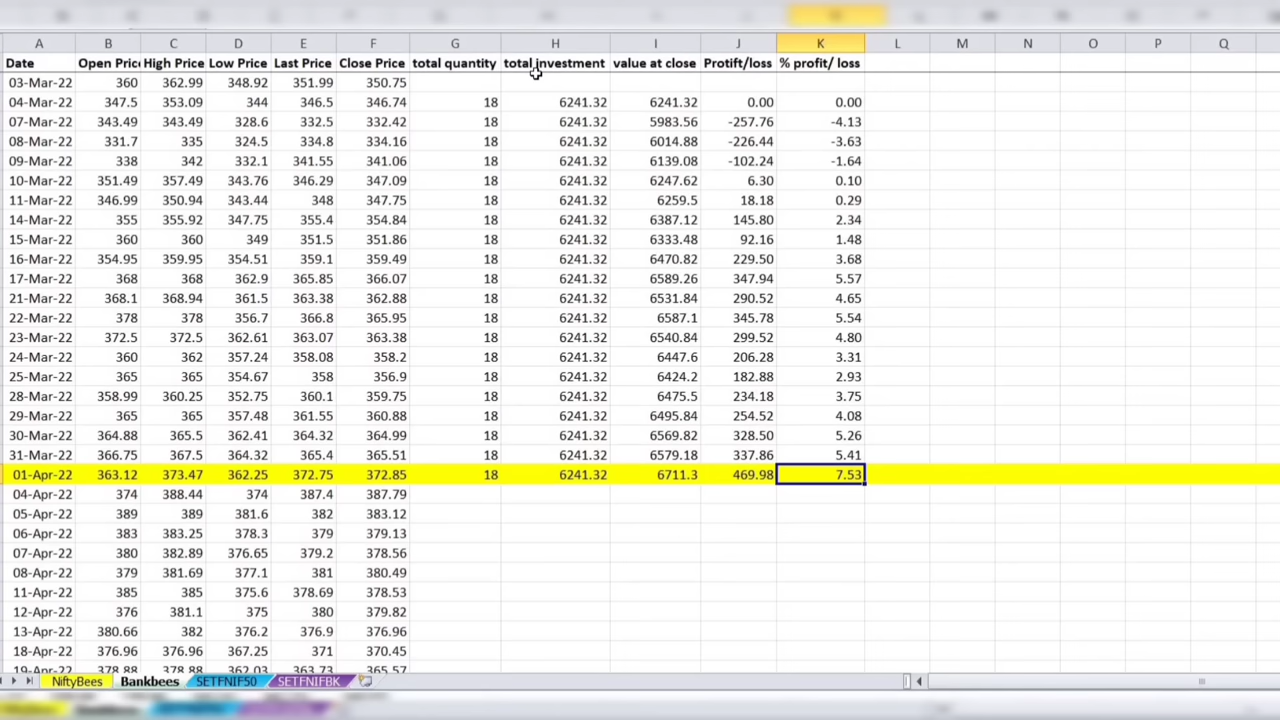 A B C D E F G H I J K L M N O P Q
Date Open Pric High Price Low Price Last Price Close Price total quantity total investment value at close Protift/loss % profit/ loss
03-Mar-22 360 362.99 348.92 351.99 350.75
04-Mar-22 347.5 353.09 344 346.5 346.74 18 6241.32 6241.32 0.00 0.00
07-Mar-22 343.49 343.49 328.6 332.5 332.42 18 6241.32 5983.56 -257.76 -4.13
08-Mar-22 331.7 335 324.5 334.8 334.16 18 6241.32 6014.88 -226.44 -3.63
09-Mar-22 338 342 332.1 341.55 341.06 18 6241.32 6139.08 -102.24 -1.64
10-Mar-22 351.49 357.49 343.76 346.29 347.09 18 6241.32 6247.62 6.30 0.10
11-Mar-22 346.99 350.94 343.44 348 347.75 18 6241.32 6259.5 18.18 0.29
14-Mar-22 355 355.92 347.75 355.4 354.84 18 6241.32 6387.12 145.80 2.34
15-Mar-22 360 360 349 351.5 351.86 18 6241.32 6333.48 92.16 1.48
16-Mar-22 354.95 359.95 354.51 359.1 359.49 18 6241.32 6470.82 229.50 3.68
17-Mar-22 368 368 362.9 365.85 366.07 18 6241.32 6589.26 347.94 5.57
21-Mar-22 368.1 368.94 361.5 363.38 362.88 18 6241.32 6531.84 290.52 4.65
22-Mar-22 378 378 356.7 366.8 365.95 18 6241.32 6587.1 345.78 5.54
23-Mar-22 372.5 372.5 362.61 363.07 363.38 18 6241.32 6540.84 299.52 4.80
24-Mar-22 360 362 357.24 358.08 358.2 18 6241.32 6447.6 206.28 3.31
25-Mar-22 365 365 354.67 358 356.9 18 6241.32 6424.2 182.88 2.93
28-Mar-22 358.99 360.25 352.75 360.1 359.75 18 6241.32 6475.5 234.18 3.75
29-Mar-22 365 365 357.48 361.55 360.88 18 6241.32 6495.84 254.52 4.08
30-Mar-22 364.88 365.5 362.41 364.32 364.99 18 6241.32 6569.82 328.50 5.26
31-Mar-22 366.75 367.5 364.32 365.4 365.51 18 6241.32 6579.18 337.86 5.41
01-Apr-22 363.12 373.47 362.25 372.75 372.85 18 6241.32 6711.3 469.98 7.53
04-Apr-22 374 388.44 374 387.4 387.79
05-Apr-22 389 389 381.6 382 383.12
06-Apr-22 383 383.25 378.3 379 379.13
07-Apr-22 380 382.89 376.65 379.2 378.56
08-Apr-22 379 381.69 377.1 381 380.49
11-Apr-22 385 385 375.6 378.69 378.53
12-Apr-22 376 381.1 375 380 379.82
13-Apr-22 380.66 382 376.2 376.9 376.96
18-Apr-22 376.96 376.96 367.25 371 370.45
19-Apr-22 378.88 378.88 362.03 363.73 365.57
NiftyBees Bankbees SETFNIF50 SETFNIFBK